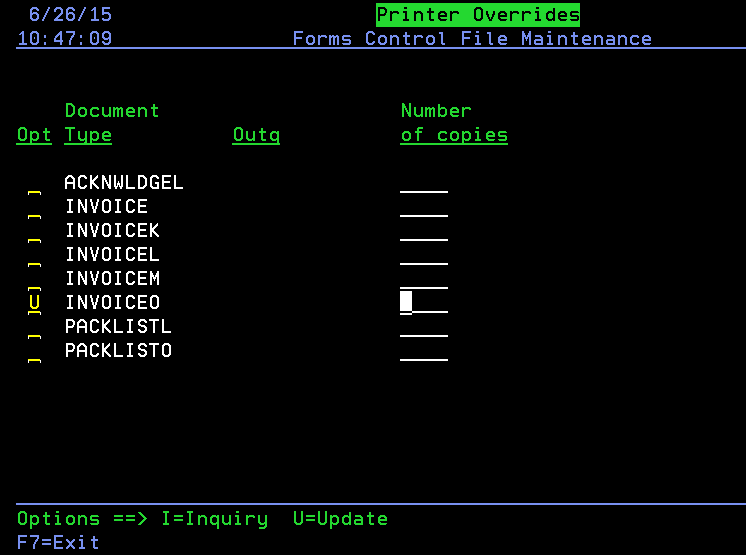 6/26/15 Printer Overrides
10:47:09 Forms Control File Maintenance
Document Number
Opt Type Outq of copies
ACKNWLDGEL
INVOICE
INVOICEK
INVOICEL
INVOICEM
U INVOICEO
PACKLISTL
PACKLISTO
Options ==> I=Inquiry U=Update
F7=Exit